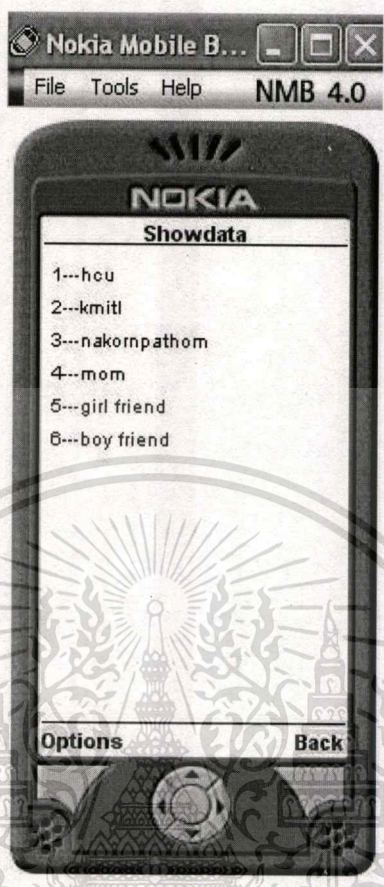 Nokia Mobile B...
File Tools Help NMB 4.0
NOKIA
Showdata
1---hcu
2---kmitl
3---nakornpathom
4---mom
5---girl friend
6---boy friend
Options Back